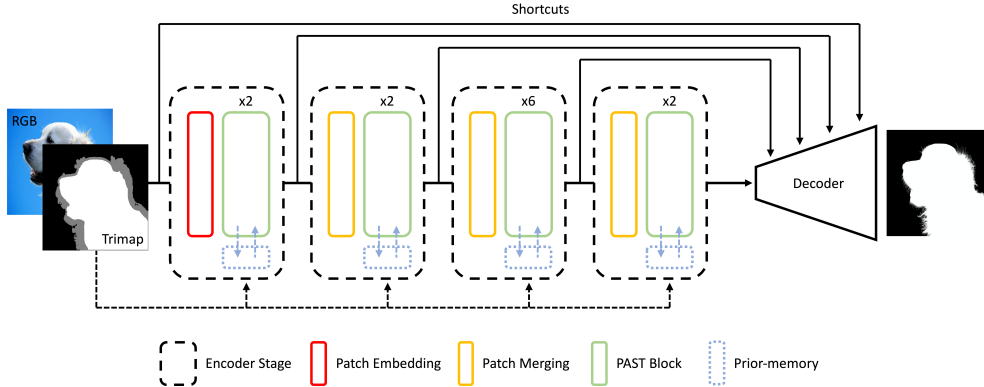 Shortcuts
RGB
Trimap
x2
x2
x6
x2
Decoder
Encoder Stage
Patch Embedding
Patch Merging
PAST Block
Prior-memory